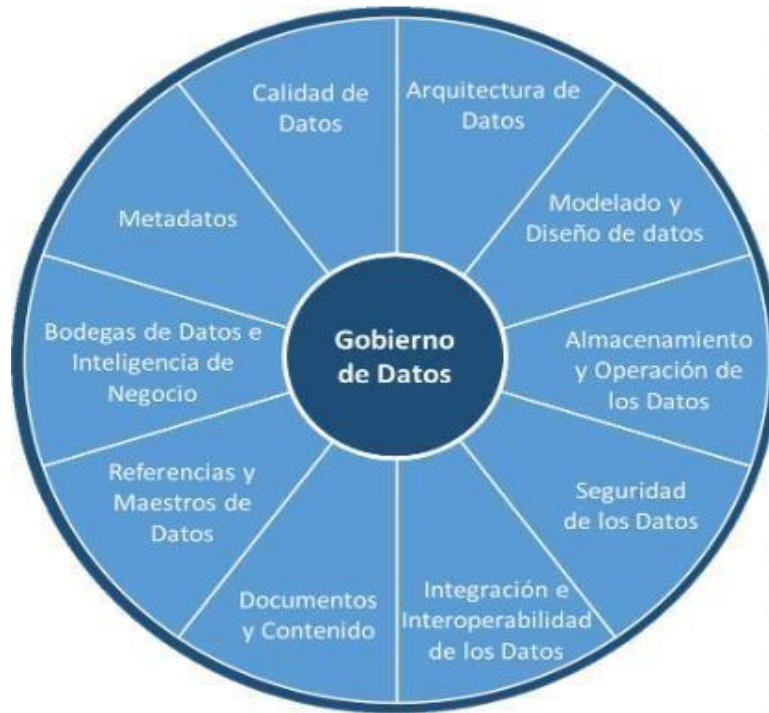 Calidad de
Datos
Arquitectura de
Datos
Modelado y
Diseño de datos
Almacenamiento
y Operación de
los Datos
Seguridad
de los Datos
Integración e
Interoperabilidad
de los Datos
Documentos
y Contenido
Referencias y
Maestros de
Datos
Bodegas de Datos e
Inteligencia de
Negocio
Metadatos
Gobierno
de Datos